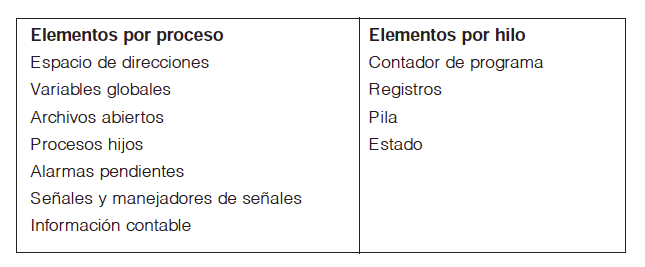 Elementos por proceso
Espacio de direcciones
Variables globales
Archivos abiertos
Procesos hijos
Alarmas pendientes
Señales y manejadores de señales
Información contable
Elementos por hilo
Contador de programa
Registros
Pila
Estado